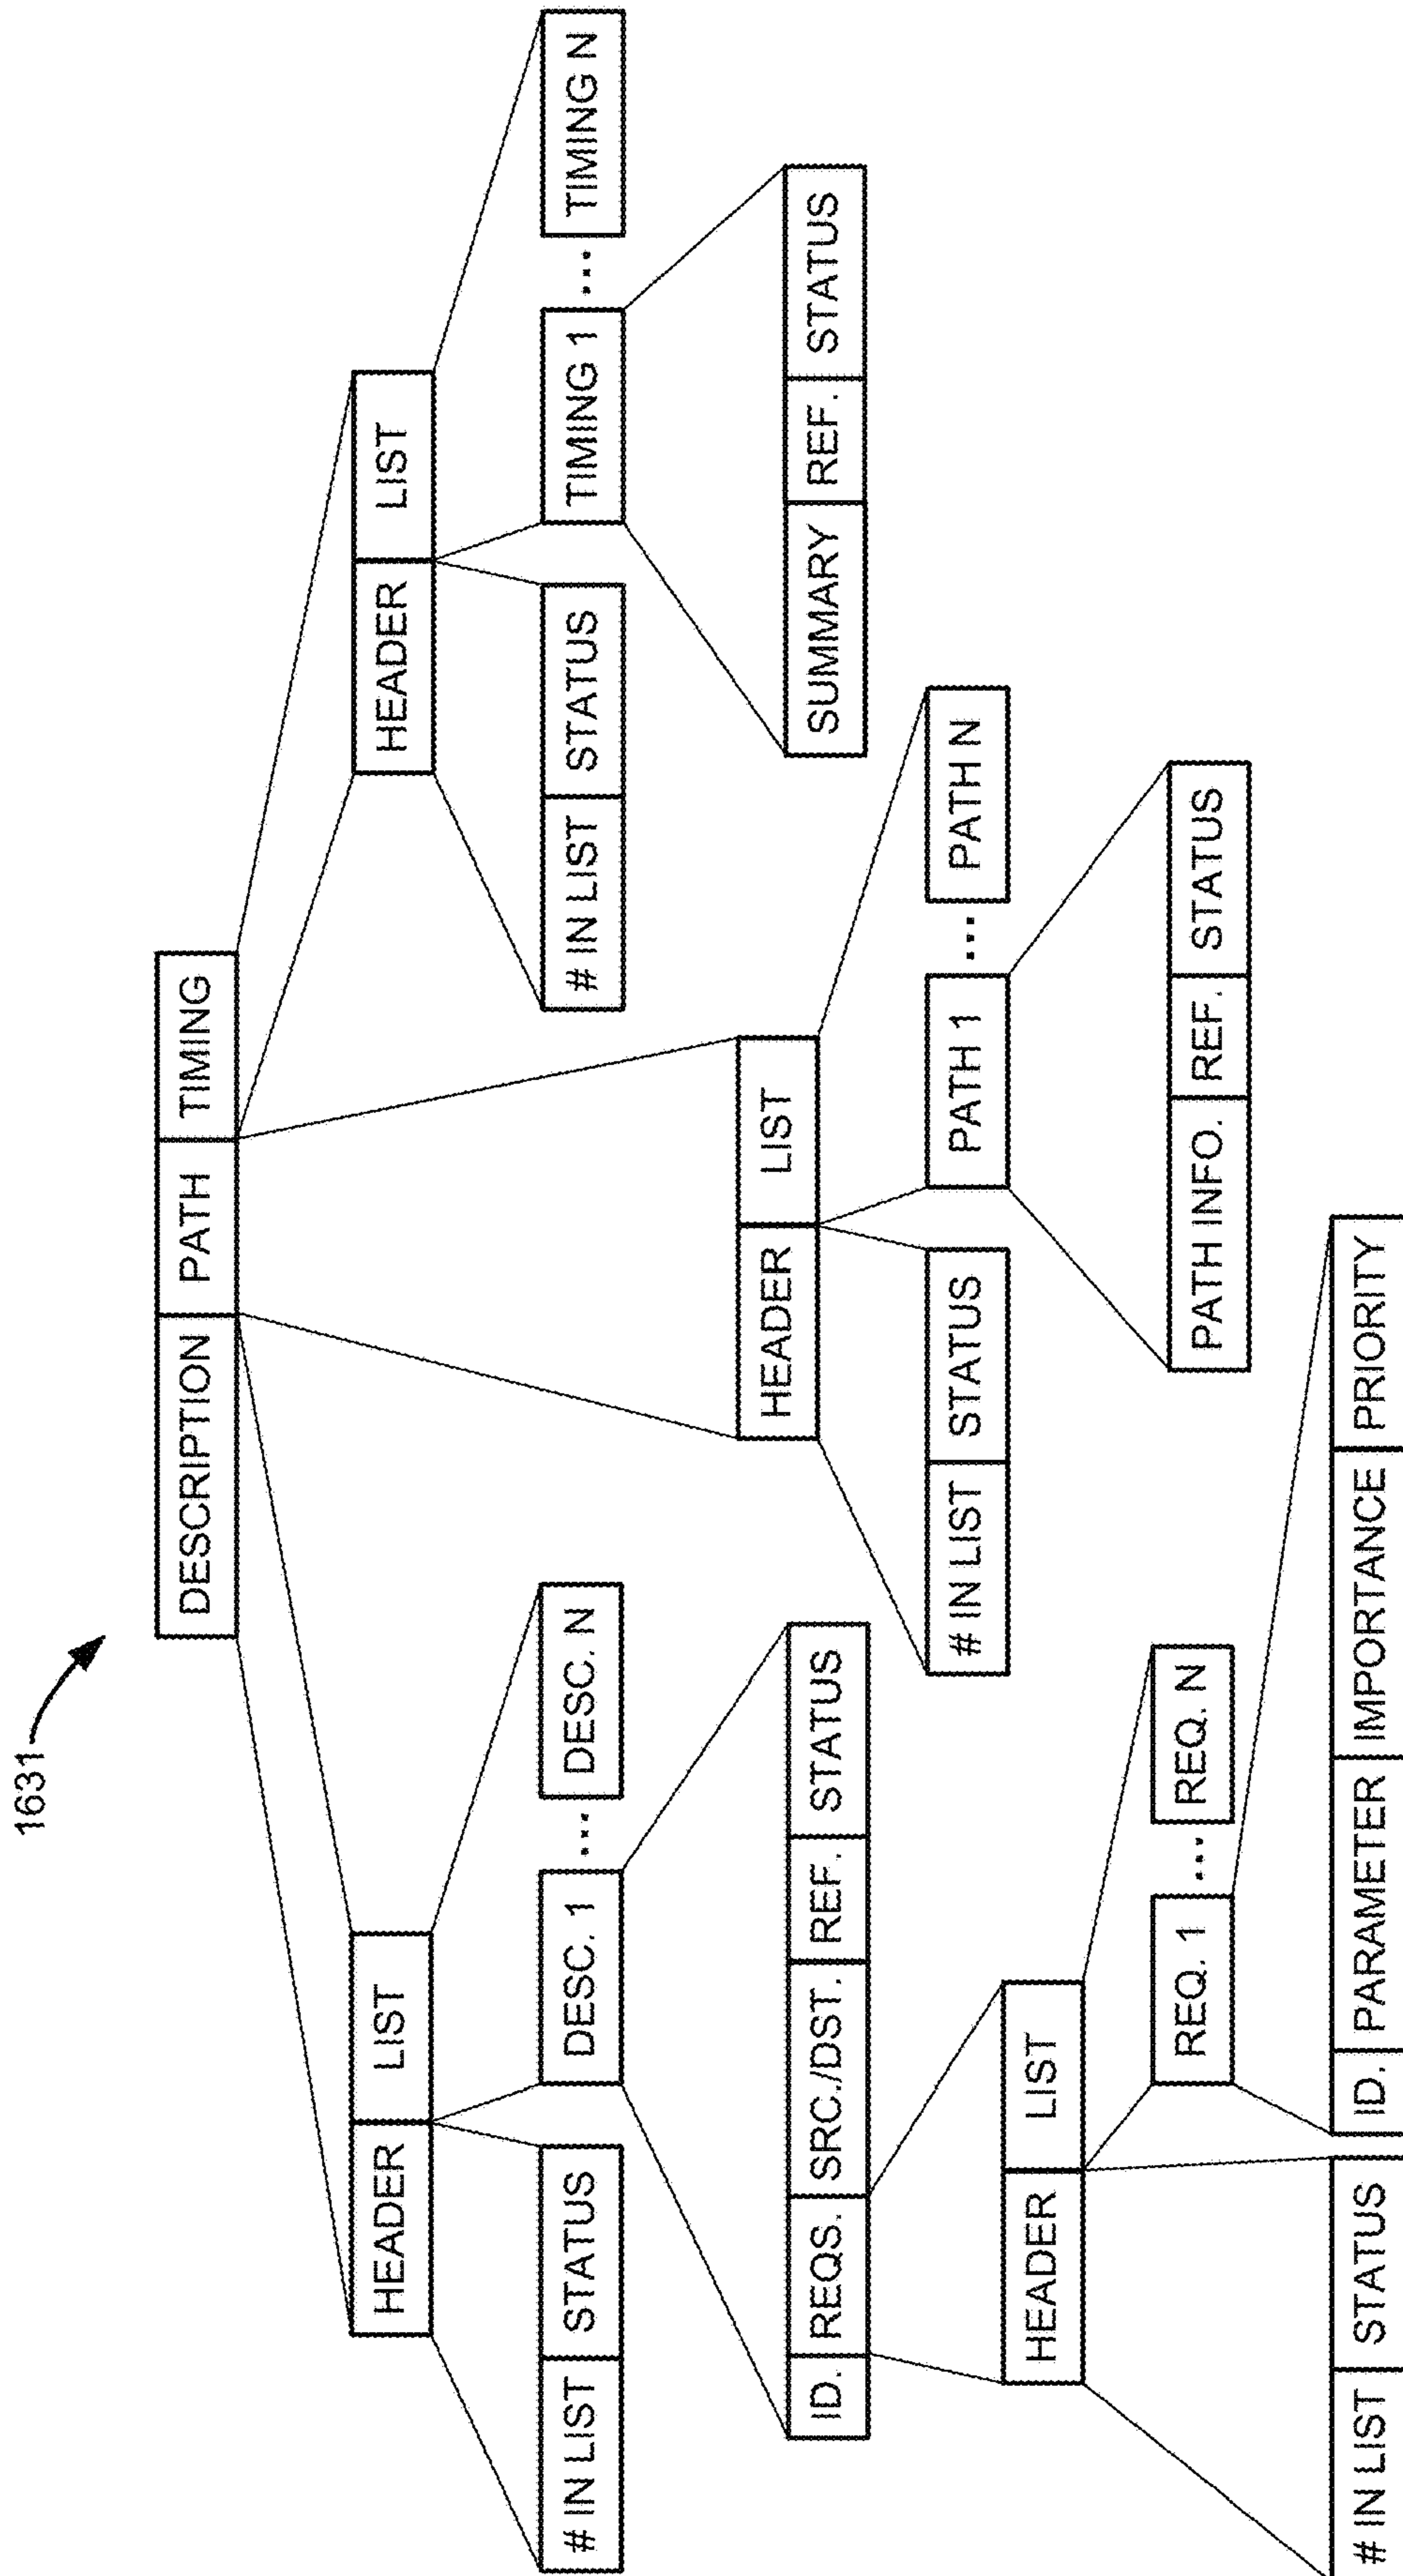 1631
DESCRIPTION PATH TIMING
HEADER LIST
HEADER LIST
# IN LIST STATUS DESC. 1 ... DESC. N
# IN LIST STATUS TIMING 1 ... TIMING N
HEADER LIST
ID. REQS. SRC./DST. REF. STATUS
SUMMARY REF. STATUS
# IN LIST STATUS PATH 1 ... PATH N
HEADER LIST
REQ. 1 ... REQ. N
PATH INFO. REF. STATUS
# IN LIST STATUS ID. PARAMETER IMPORTANCE PRIORITY